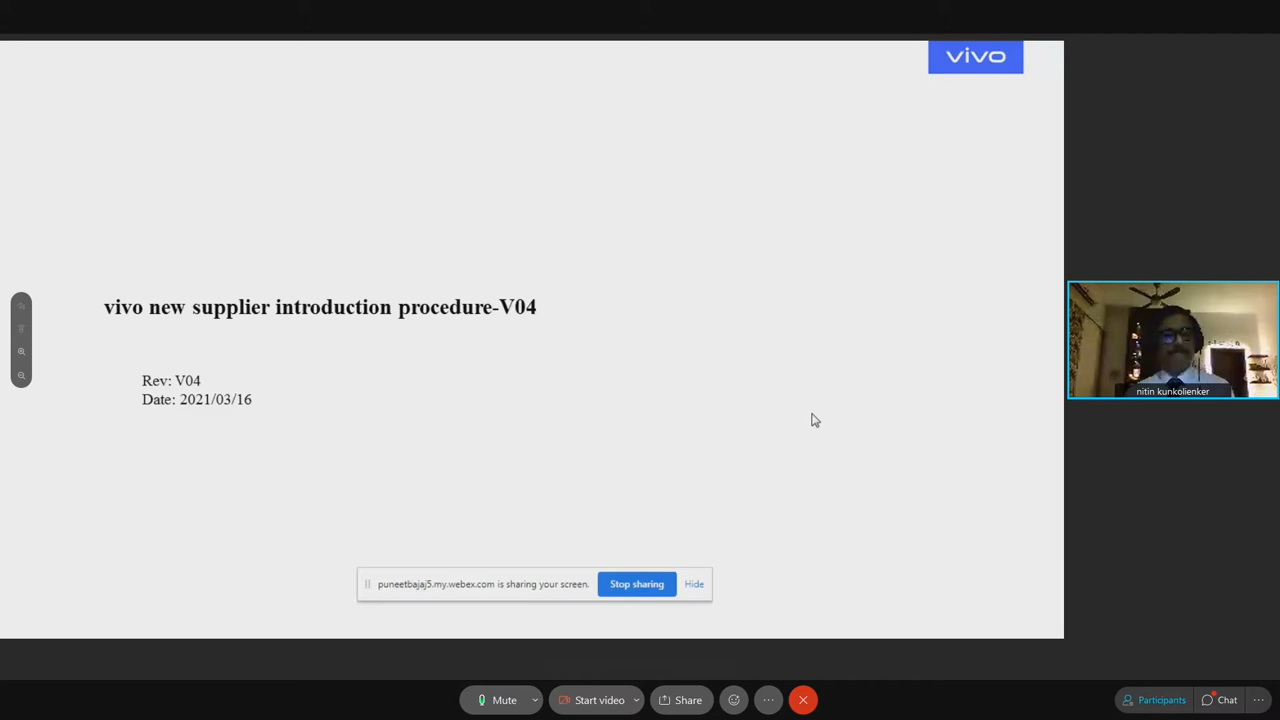 vivo
vivo new supplier introduction procedure-V04
Rev: V04
Date: 2021/03/16
nitin kunkolienker
puneetbajaj5.my.webex.com is sharing your screen.
Stop sharing
Hide
Mute
Start video
Share
Participants
Chat